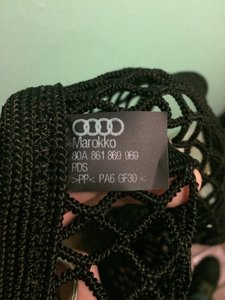 Marokko
80A 861 869 9B9
PDS
>PP< PA6 GF30 <